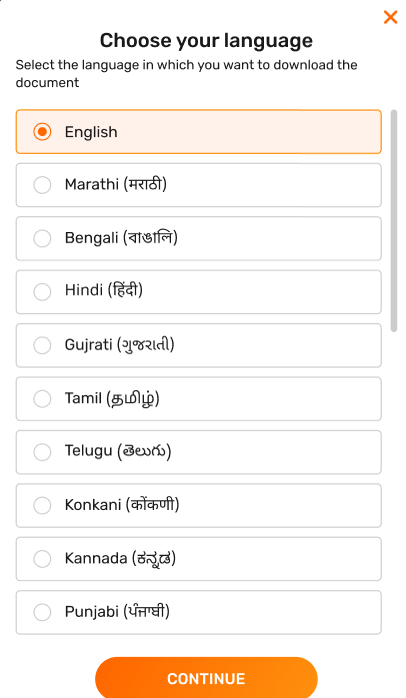 Choose your language
Select the language in which you want to download the
document
English
Marathi (मराठी)
Bengali (বাঙালি)
Hindi (हिंदी)
Gujrati (ગુજરાતી)
Tamil (தமிழ்)
Telugu (తెలుగు)
Konkani (कोंकणी)
Kannada (ಕನ್ನಡ)
Punjabi (ਪੰਜਾਬੀ)
CONTINUE